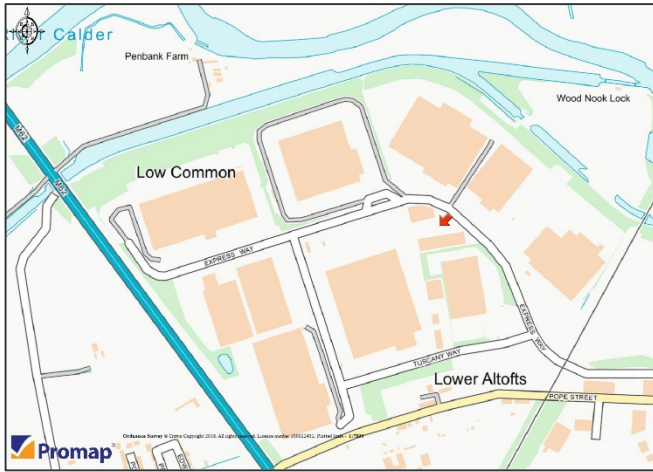 Calder
Penbank Farm
Wood Nook Lock
M62
M62
Low Common
EXPRESS WAY
EXPRESS WAY
TUSCANY WAY
Lower Altofts
POPE STREET
Promap